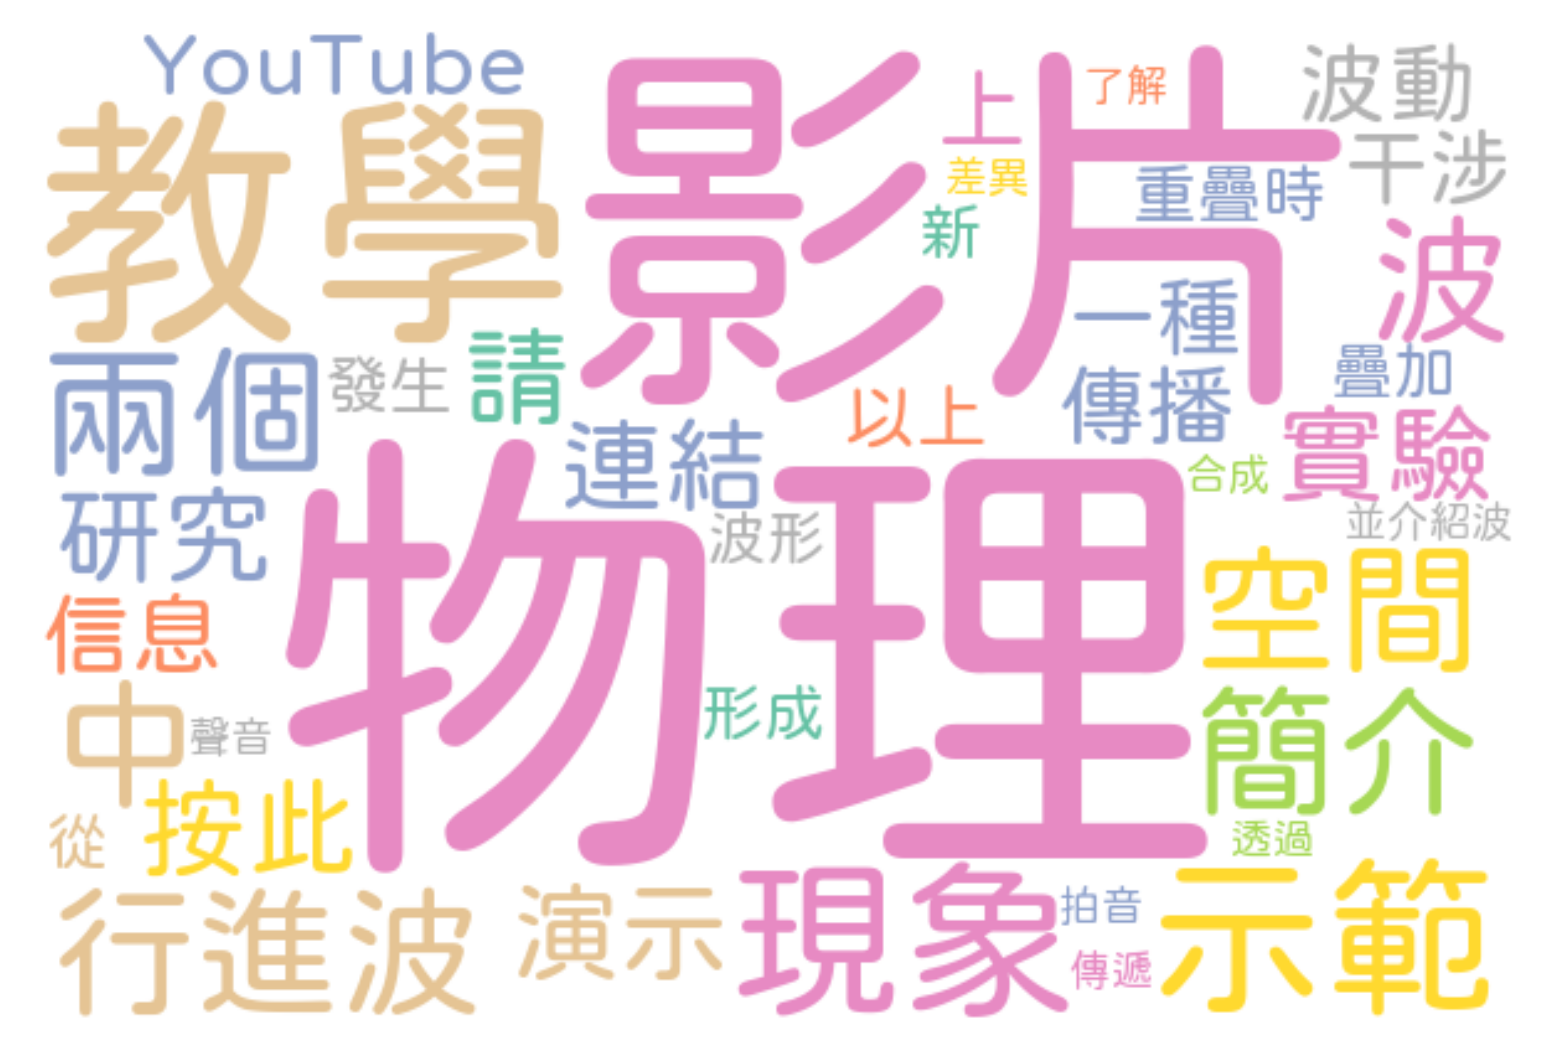 YouTube
教學
影片
上
了解
波動
差異
新
重疊時
干涉
波
一種
兩個
發生
請
疊加
傳播
以上
連結
實驗
合成
研究
物理
波形
並介紹波
空間
信息
形成
簡介
中
聲音
按此
從
透過
行進波
演示
現象
拍音
傳遞
示範